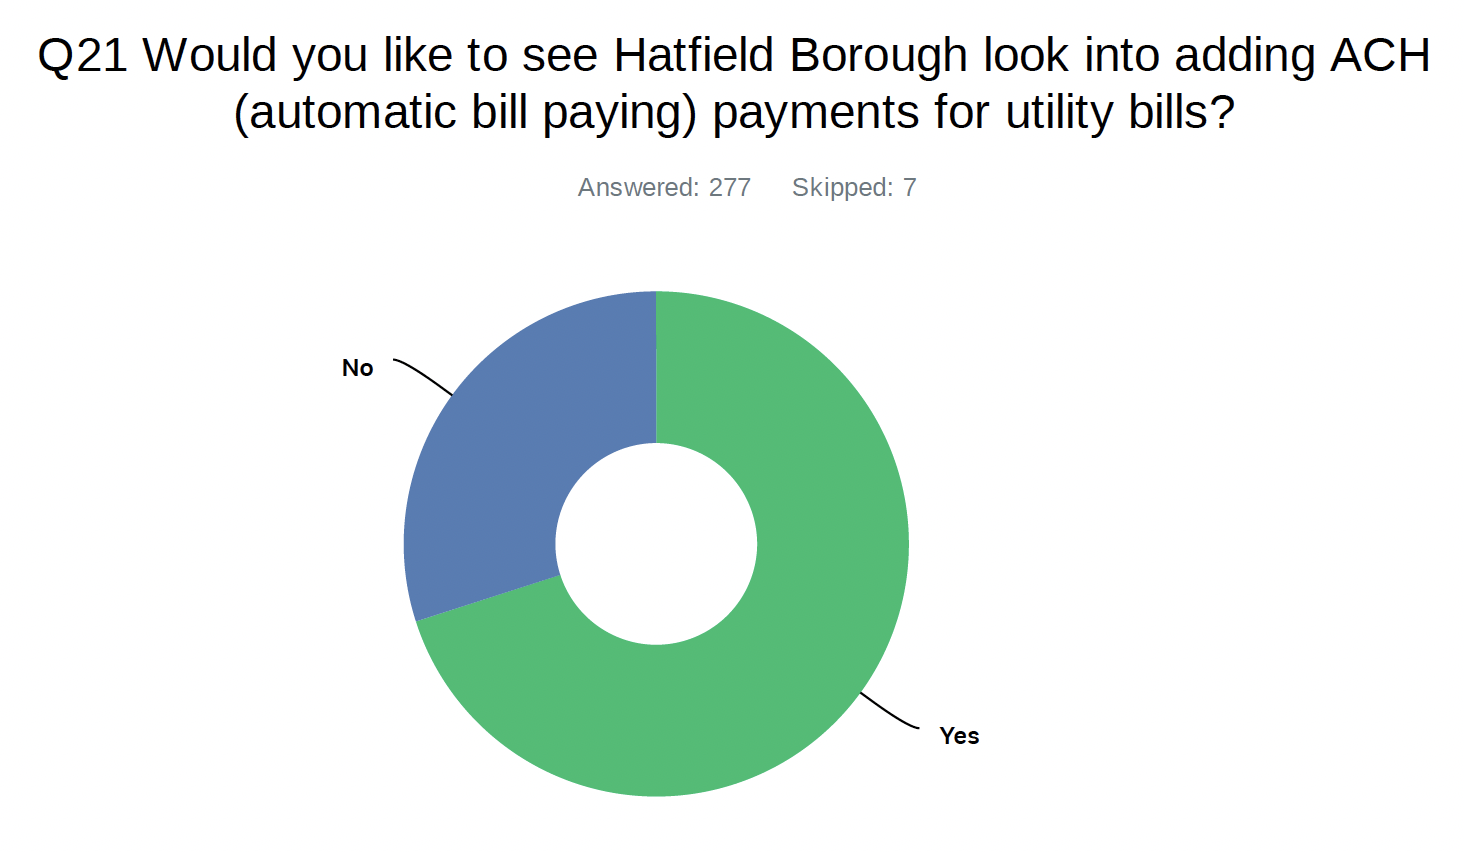 Q21 Would you like to see Hatfield Borough look into adding ACH
(automatic bill paying) payments for utility bills?
Answered: 277 Skipped: 7
No
Yes